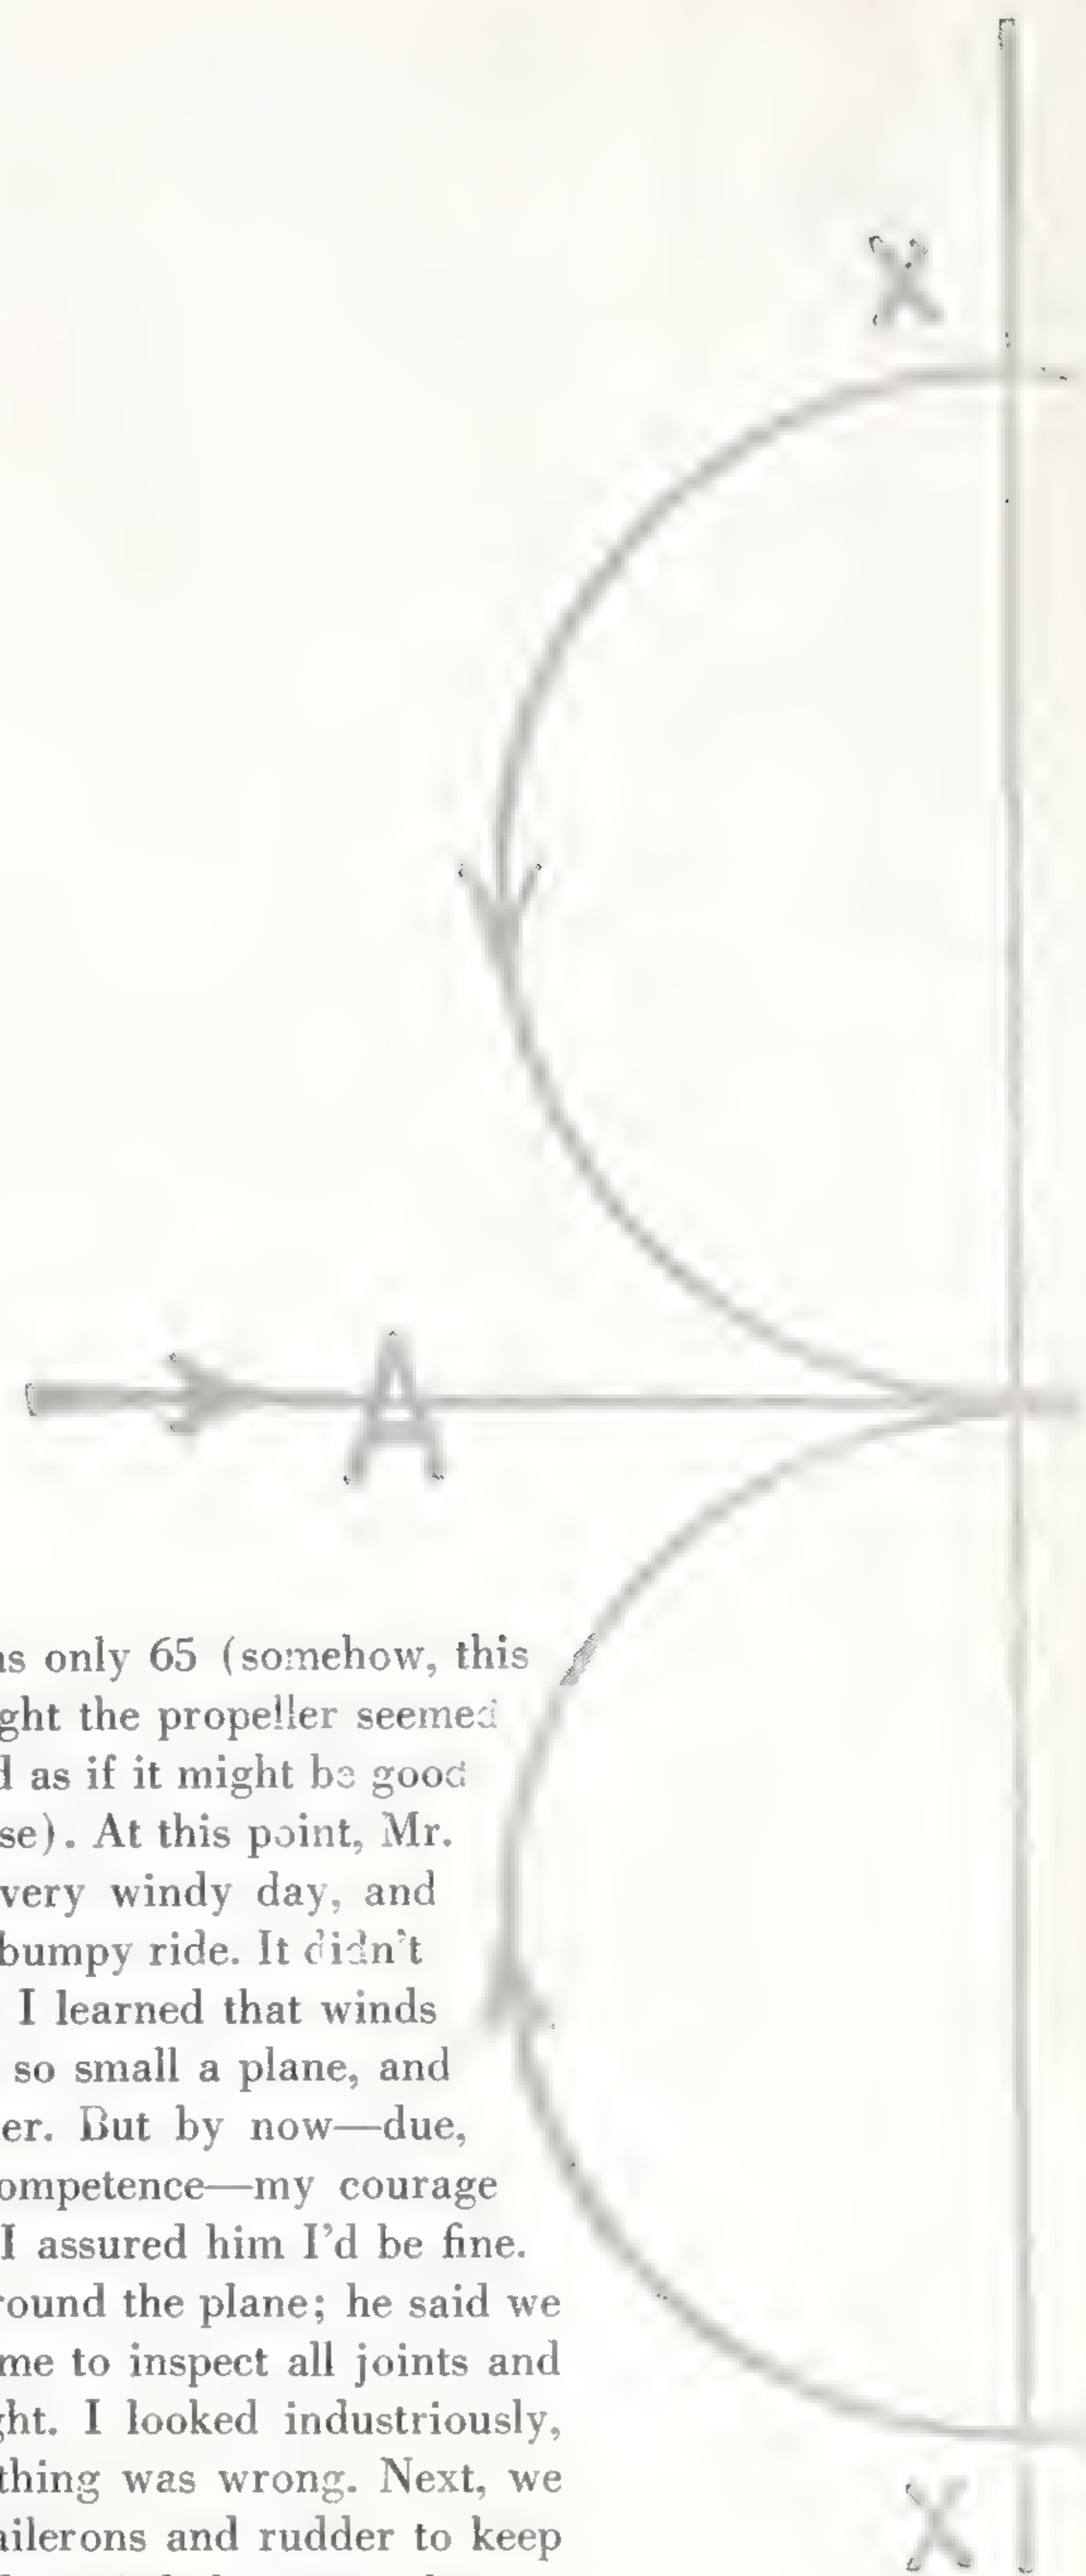 X
A
as only 65 (somehow, this
ght the propeller seemed
d as if it might be good
se). At this point, Mr.
very windy day, and
bumpy ride. It didn't
I learned that winds
so small a plane, and
er. But by now—due,
ompetence—my courage
I assured him I'd be fine.
round the plane; he said we
me to inspect all joints and
ght. I looked industriously,
thing was wrong. Next, we
ailerons and rudder to keep
X